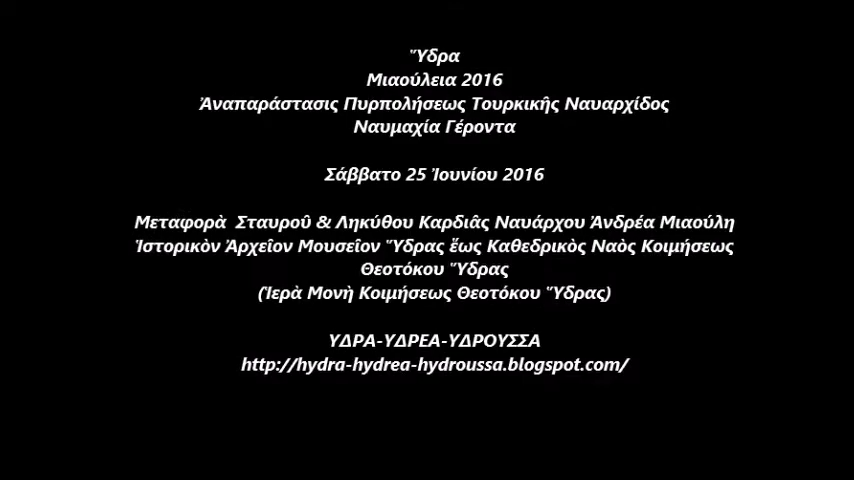 Ὕδρα
Μιαούλεια 2016
Ἀναπαράστασις Πυρπολήσεως Τουρκικῆς Ναυαρχίδος
Ναυμαχία Γέροντα
Σάββατο 25 Ἰουνίου 2016
Μεταφορὰ Σταυροῦ & Ληκύθου Καρδιᾶς Ναυάρχου Ἀνδρέα Μιαούλη
Ἱστορικὸν Ἀρχεῖον Μουσεῖον Ὕδρας ἕως Καθεδρικὸς Ναὸς Κοιμήσεως
Θεοτόκου Ὕδρας
(Ἱερὰ Μονὴ Κοιμήσεως Θεοτόκου Ὕδρας)
ΥΔΡΑ-ΥΔΡΕΑ-ΥΔΡΟΥΣΣΑ
http://hydra-hydrea-hydroussa.blogspot.com/